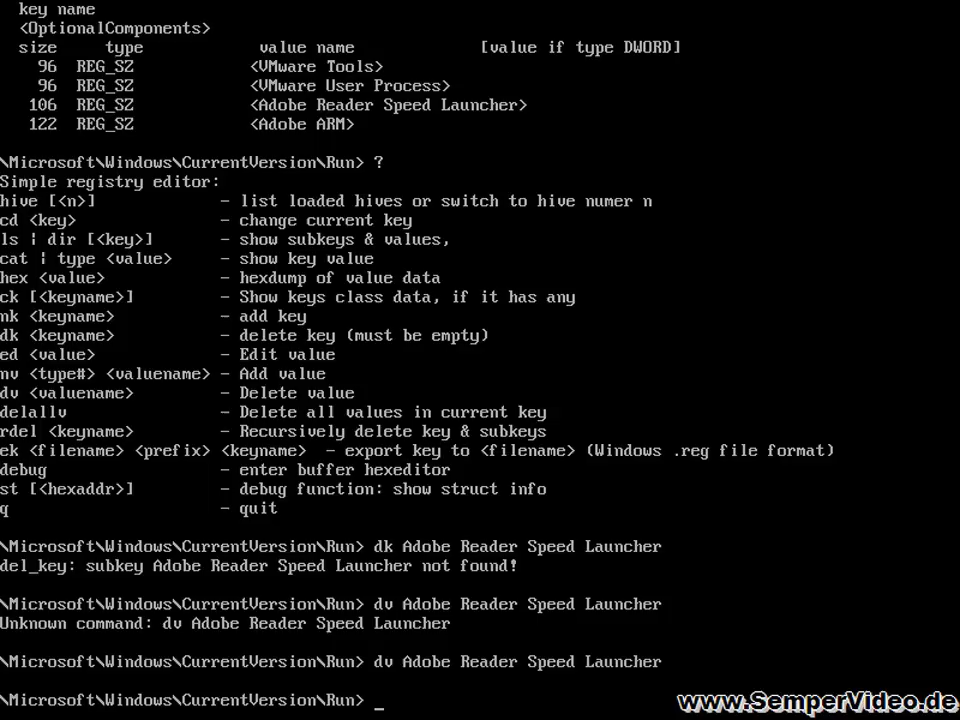 key name
<OptionalComponents>
size type value name [value if type DWORD]
96 REG_SZ <VMware Tools>
96 REG_SZ <VMware User Process>
106 REG_SZ <Adobe Reader Speed Launcher>
122 REG_SZ <Adobe ARM>
\Microsoft\Windows\CurrentVersion\Run> ?
Simple registry editor:
hive [<n>] - list loaded hives or switch to hive numer n
cd <key> - change current key
ls | dir [<key>] - show subkeys & values,
cat | type <value> - show key value
hex <value> - hexdump of value data
ck [<keyname>] - Show keys class data, if it has any
nk <keyname> - add key
dk <keyname> - delete key (must be empty)
ed <value> - Edit value
nv <type#> <valuename> - Add value
dv <valuename> - Delete value
delallv - Delete all values in current key
rdel <keyname> - Recursively delete key & subkeys
ek <filename> <prefix> <keyname> - export key to <filename> (Windows .reg file format)
debug - enter buffer hexeditor
st [<hexaddr>] - debug function: show struct info
q - quit
\Microsoft\Windows\CurrentVersion\Run> dk Adobe Reader Speed Launcher
del_key: subkey Adobe Reader Speed Launcher not found!
\Microsoft\Windows\CurrentVersion\Run> dv Adobe Reader Speed Launcher
Unknown command: dv Adobe Reader Speed Launcher
\Microsoft\Windows\CurrentVersion\Run> dv Adobe Reader Speed Launcher
\Microsoft\Windows\CurrentVersion\Run> _
www.SemperVideo.de